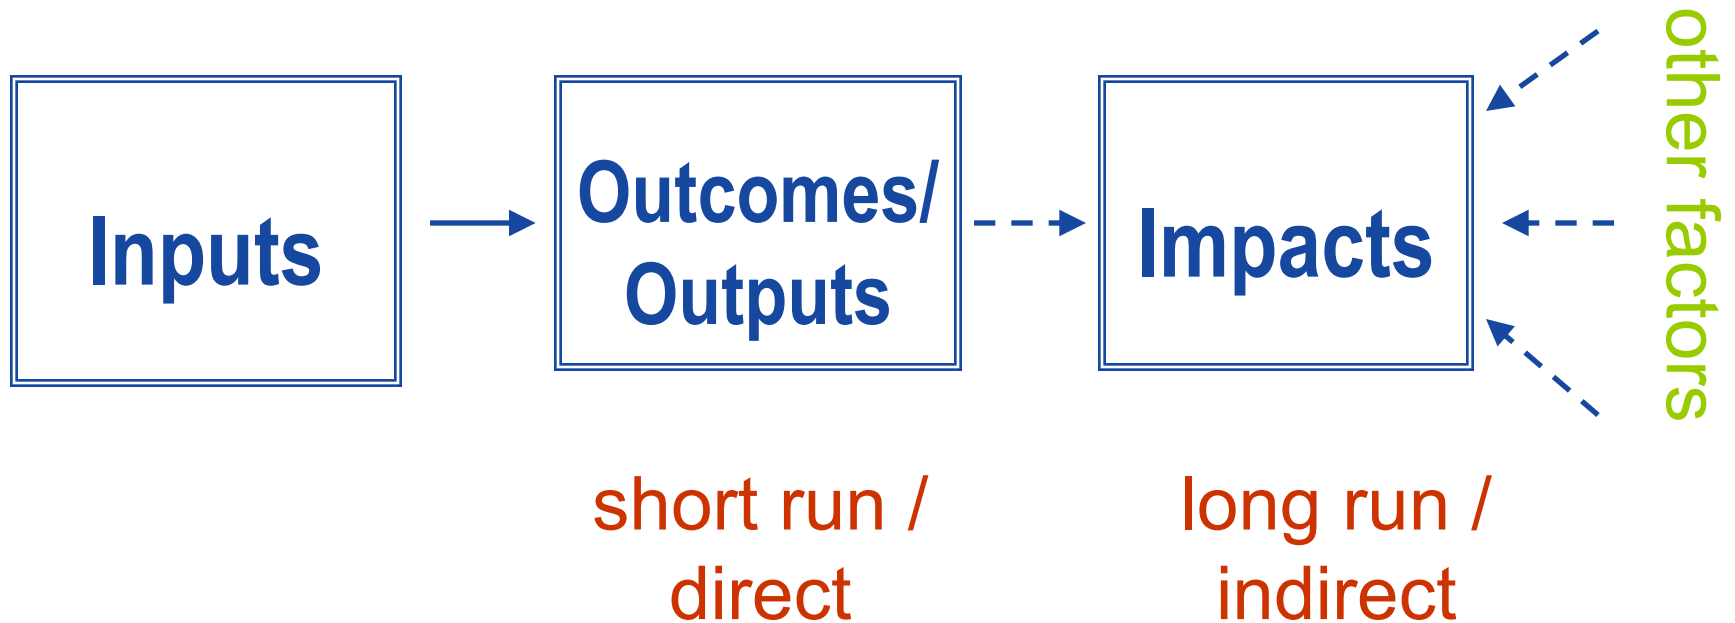 Inputs
Outcomes/
Outputs
Impacts
other factors
short run /
direct
long run /
indirect